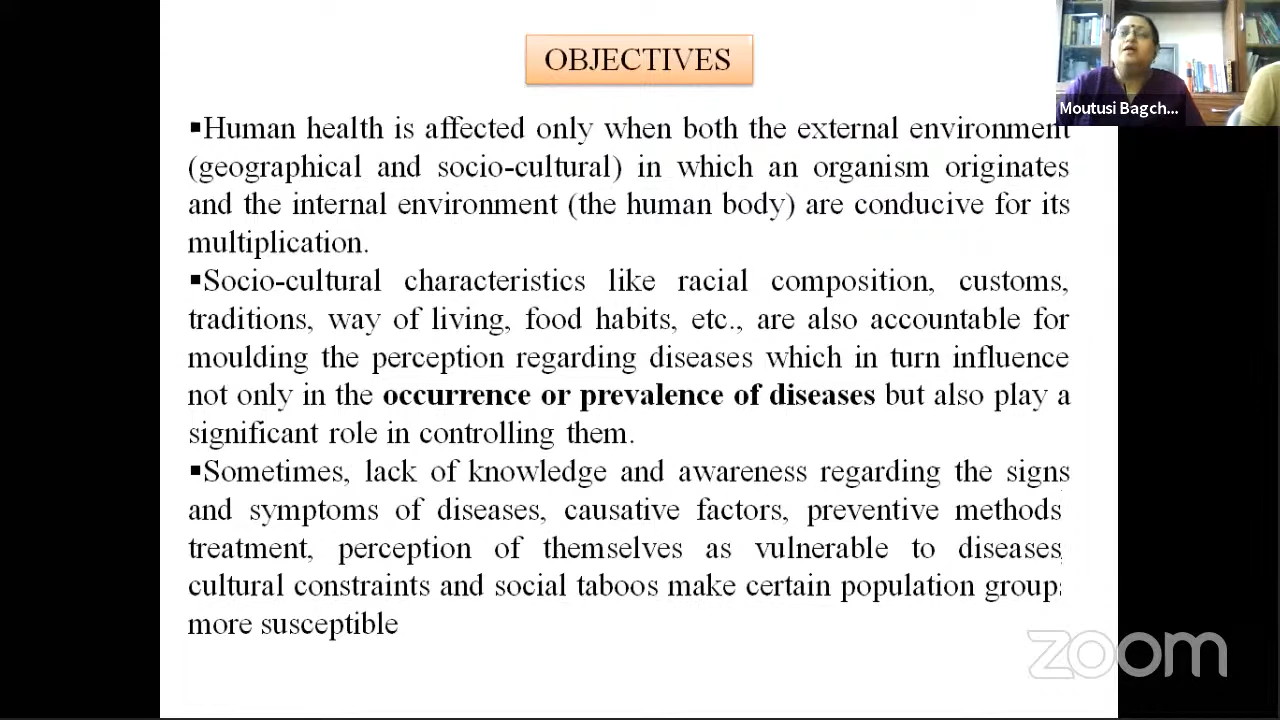 OBJECTIVES
Moutusi Bagch...
▪Human health is affected only when both the external environment
(geographical and socio-cultural) in which an organism originates
and the internal environment (the human body) are conducive for its
multiplication.
▪Socio-cultural characteristics like racial composition, customs,
traditions, way of living, food habits, etc., are also accountable for
moulding the perception regarding diseases which in turn influence
not only in the occurrence or prevalence of diseases but also play a
significant role in controlling them.
▪Sometimes, lack of knowledge and awareness regarding the signs
and symptoms of diseases, causative factors, preventive methods
treatment, perception of themselves as vulnerable to diseases,
cultural constraints and social taboos make certain population groups
more susceptible
zoom